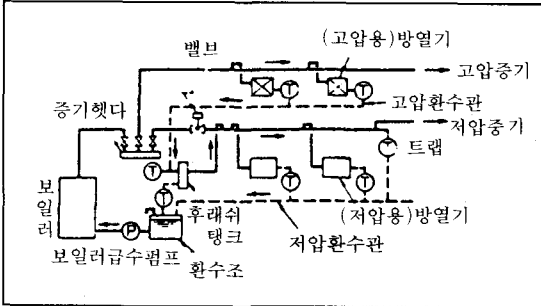 밸브
(고압용)방열기
고압증기
고압환수관
증기헷다
저압중기
트랩
보일러
후래쉬
탱크
(저압용)방열기
저압환수관
보일러급수펌프
환수조
T
T
T
T
T
T
T
P